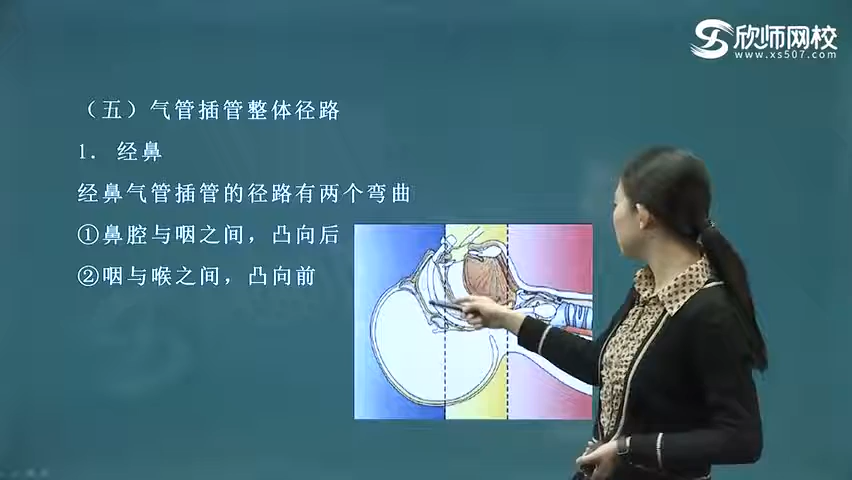 欣师网校
www.xs507.com
（五）气管插管整体径路
1. 经鼻
经鼻气管插管的径路有两个弯曲
①鼻腔与咽之间，凸向后
②咽与喉之间，凸向前